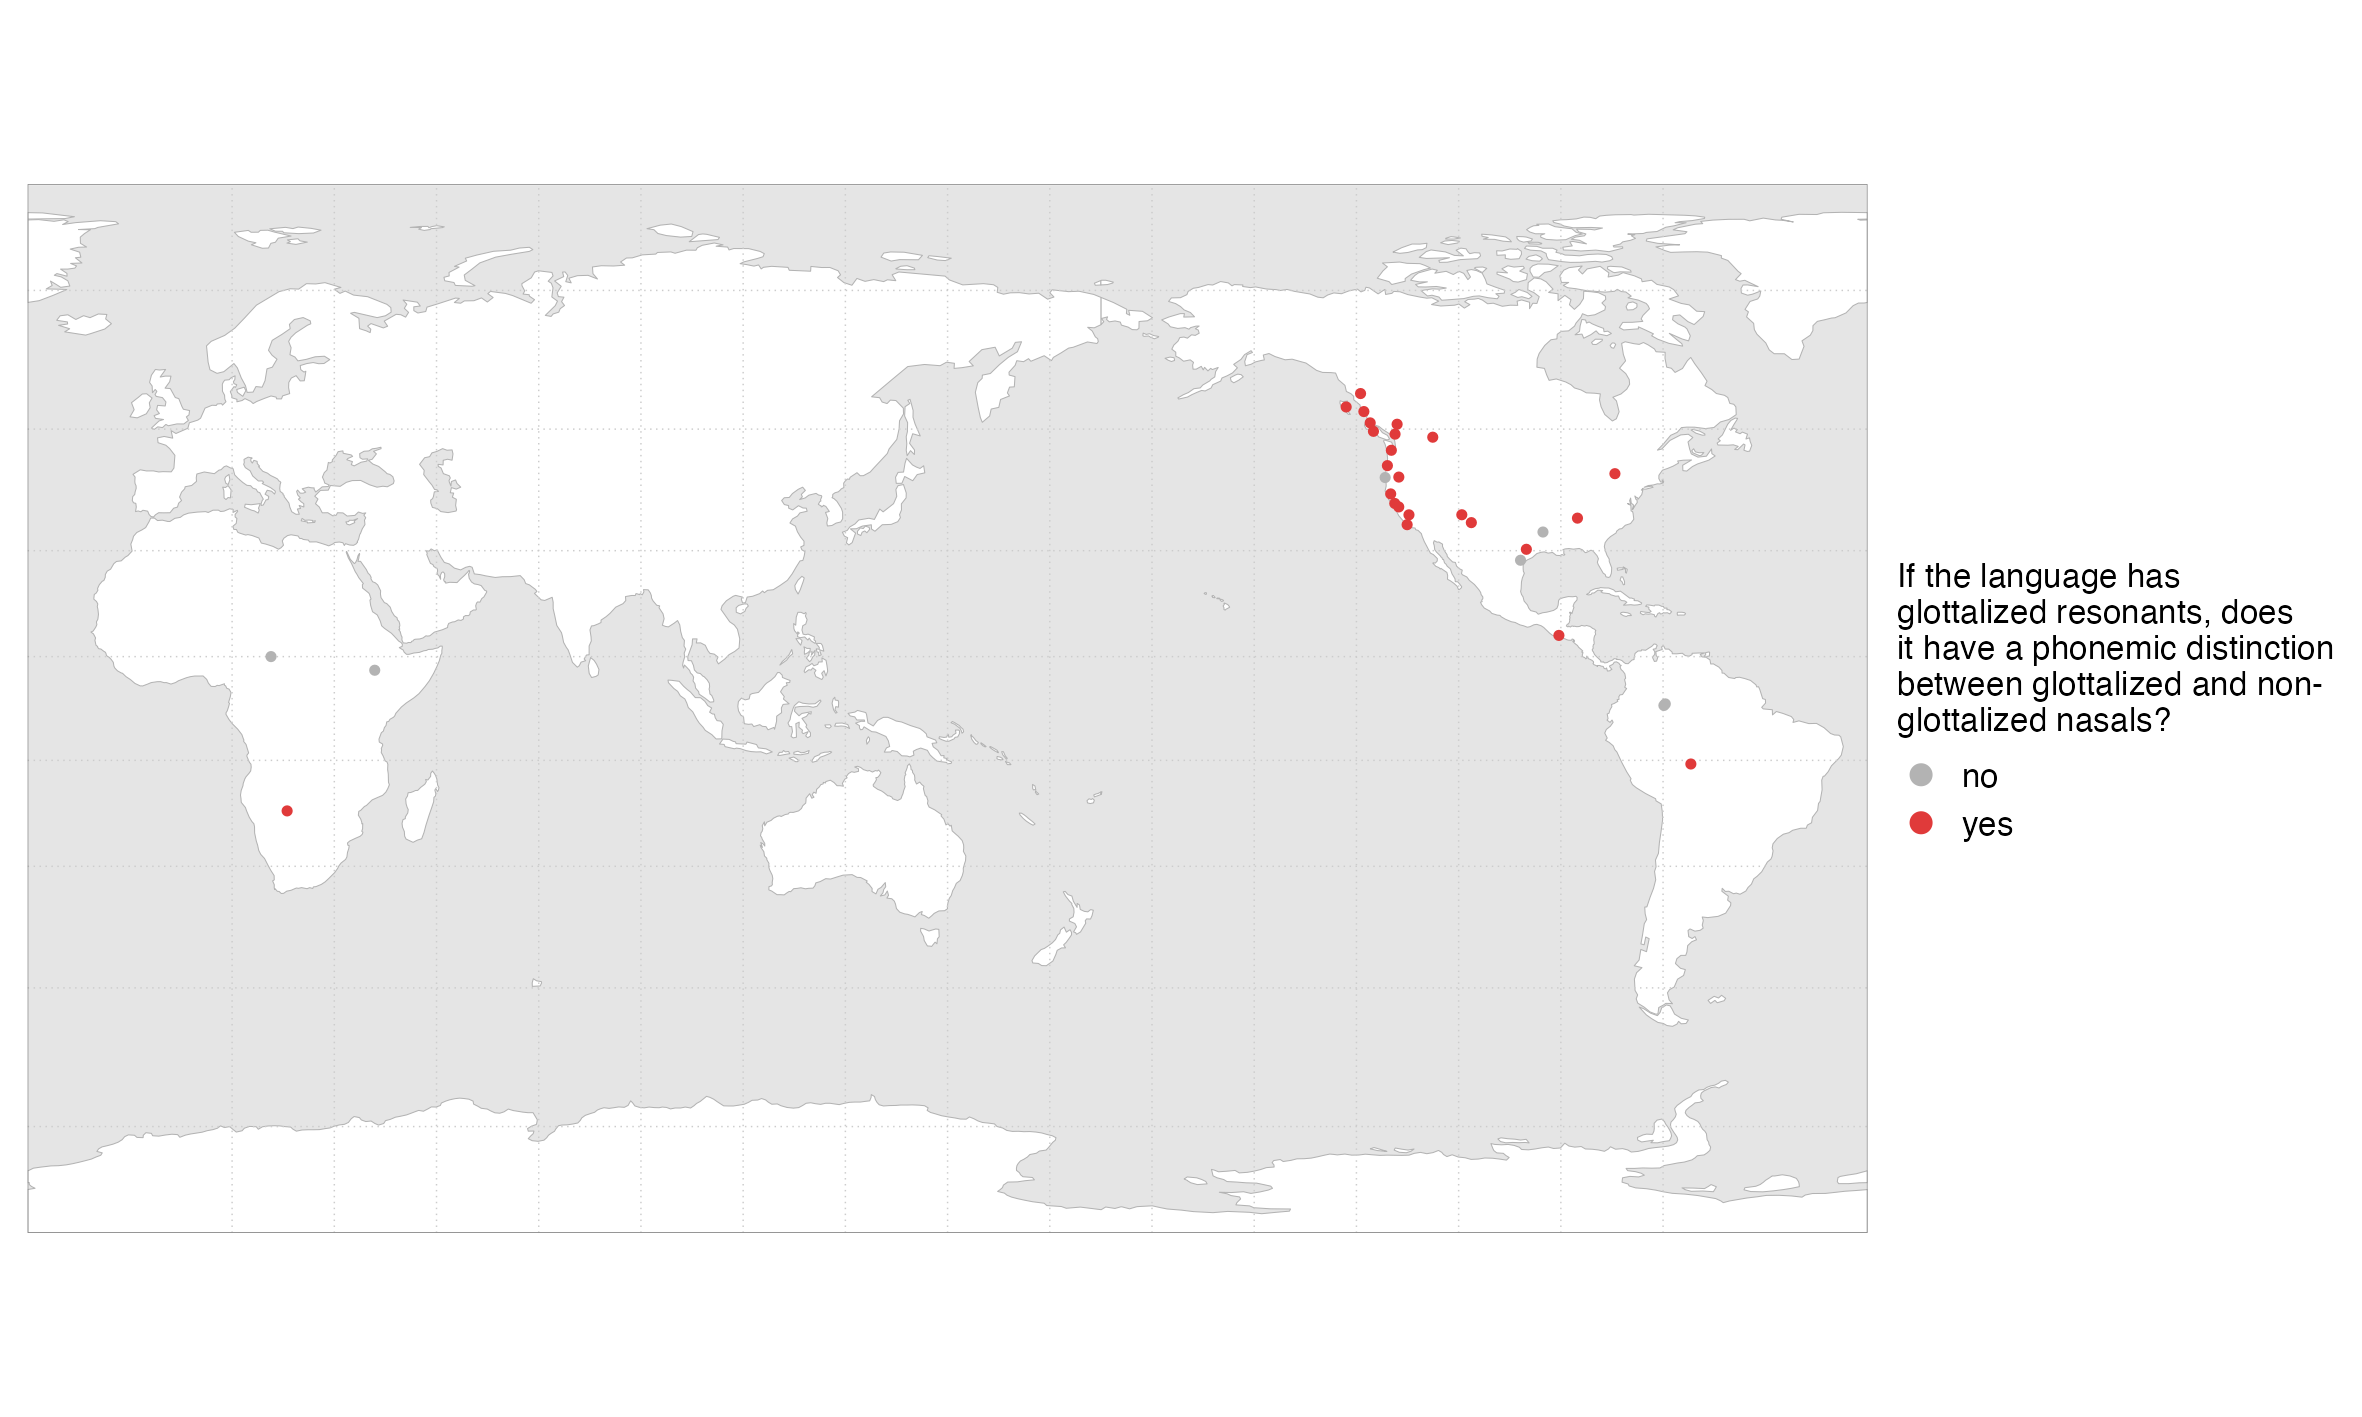 If the language has
glottalized resonants, does
it have a phonemic distinction
between glottalized and non-
glottalized nasals?
no
yes